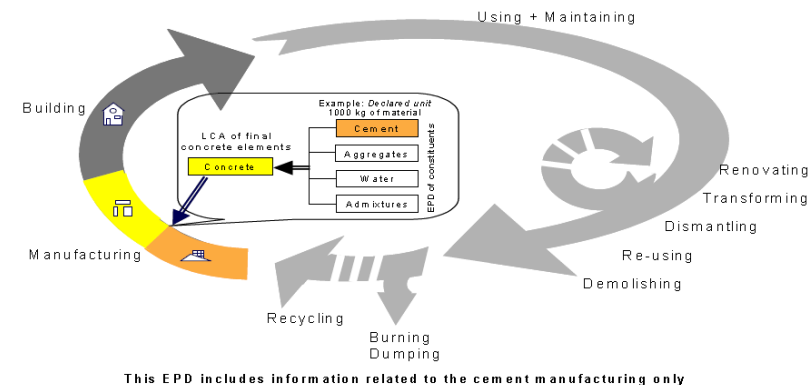 Using + Maintaining
Building
Example: Declared unit
1000 kg of material
LCA of final
concrete elements
Cement
Concrete
Aggregates
Water
Admixtures
EPD of constituents
Renovating
Transforming
Dismantling
Re-using
Demolishing
Manufacturing
Recycling
Burning
Dumping
This EPD includes information related to the cement manufacturing only